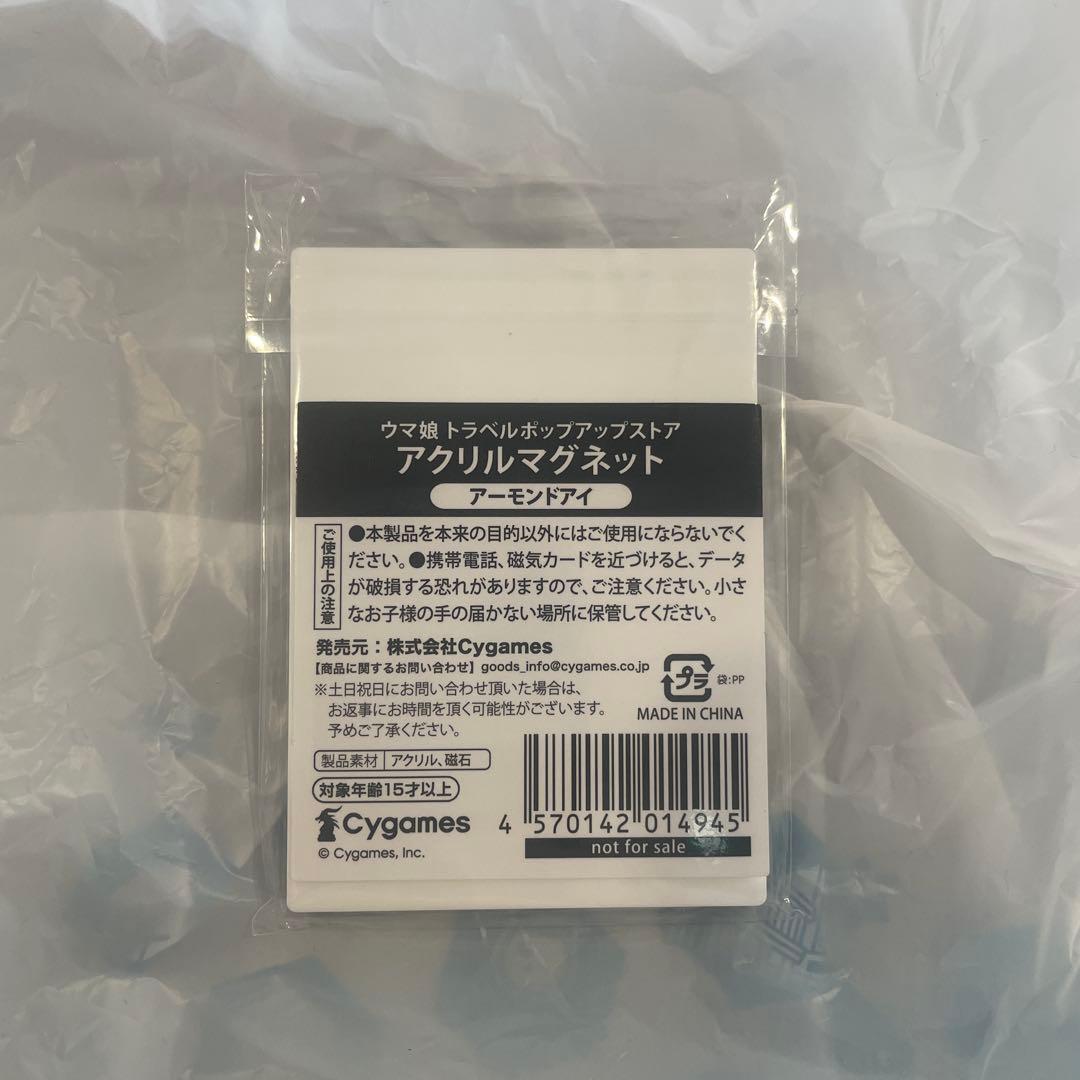 ウマ娘 トラベルポップアップストア
アクリルマグネット
アーモンドアイ
ご使用上の注意
●本製品を本来の目的以外にはご使用にならないでく
ださい。●携帯電話、磁気カードを近づけると、データ
が破損する恐れがありますので、ご注意ください。小さ
なお子様の手の届かない場所に保管してください。
発売元：株式会社Cygames
【商品に関するお問い合わせ】goods_info@cygames.co.jp
※土日祝日にお問い合わせ頂いた場合は、
お返事にお時間を頂く可能性がございます。
予めご了承ください。
プラ 袋:PP
MADE IN CHINA
製品素材 アクリル、磁石
対象年齢15才以上
Cygames
© Cygames, Inc.
4 570142 014945
not for sale